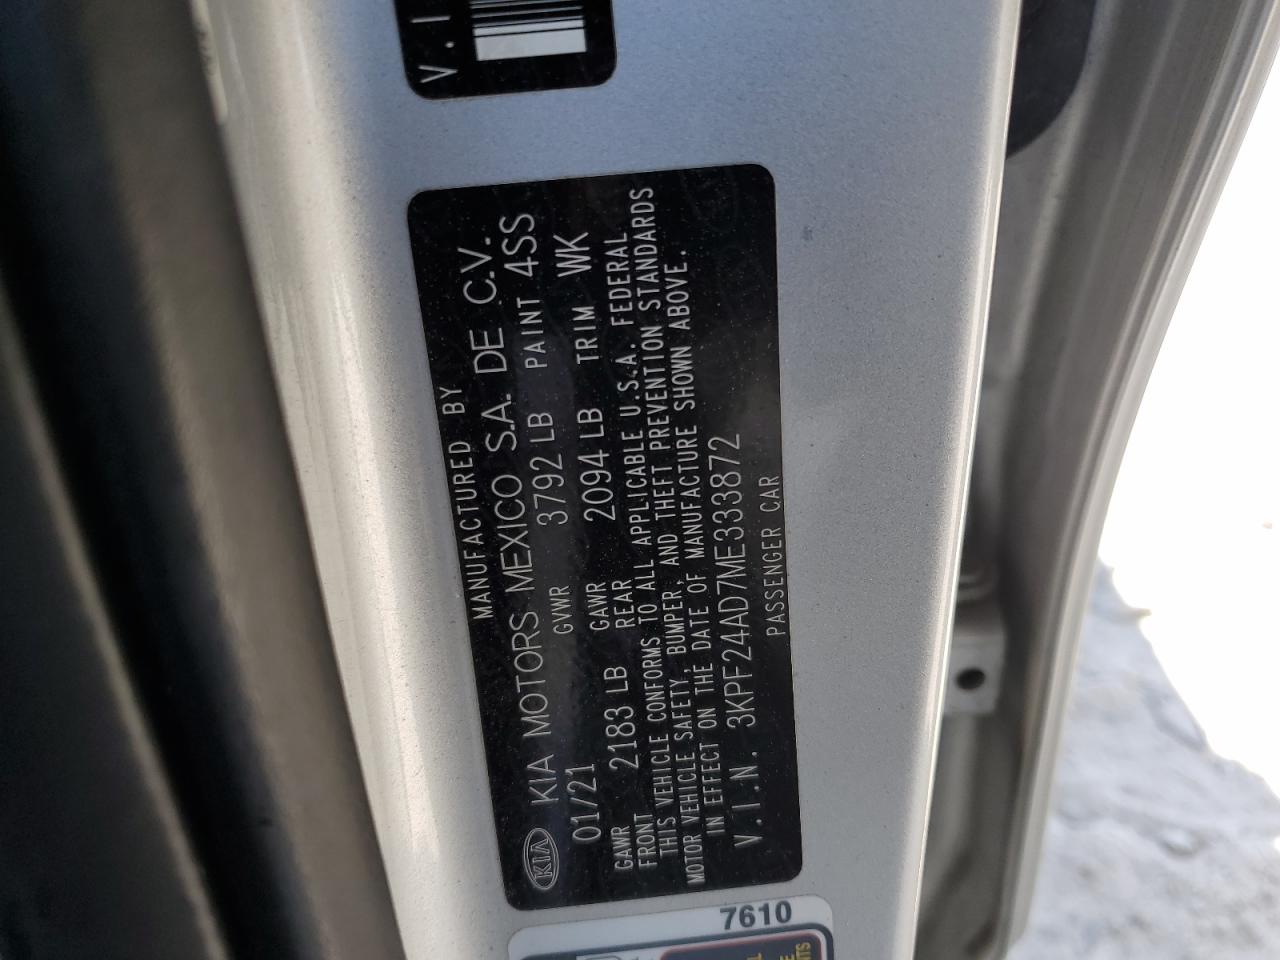 V.I
MANUFACTURED BY
KIA KIA MOTORS MEXICO S.A. DE C.V.
01/21 GVWR 3792 LB PAINT 4SS
GAWR FRONT 2183 LB GAWR REAR 2094 LB TRIM WK
THIS VEHICLE CONFORMS TO ALL APPLICABLE U.S.A. FEDERAL
MOTOR VEHICLE SAFETY, BUMPER, AND THEFT PREVENTION STANDARDS
IN EFFECT ON THE DATE OF MANUFACTURE SHOWN ABOVE.
V.I.N. 3KPF24AD7ME333872
PASSENGER CAR
7610